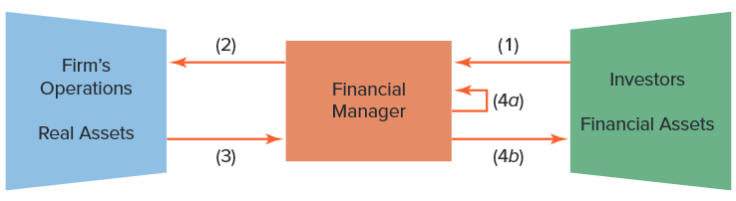 Firm's
Operations
Real Assets
(2)
(3)
Financial
Manager
(1)
(4a)
(4b)
Investors
Financial Assets